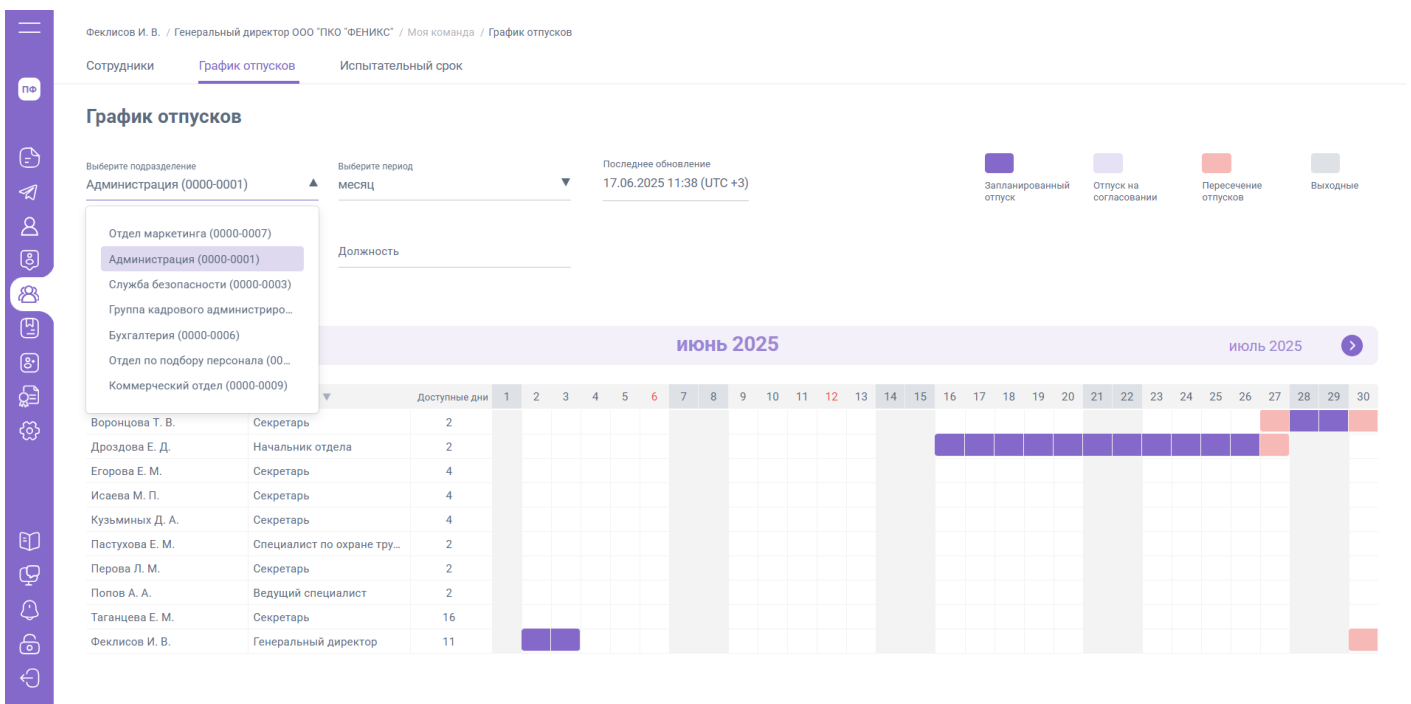 Феклисов И. В. / Генеральный директор ООО "ПКО "ФЕНИКС" / Моя команда / График отпусков
Сотрудники График отпусков Испытательный срок
ПФ
График отпусков
Выберите подразделение
Администрация (0000-0001)
Выберите период
месяц
Последнее обновление
17.06.2025 11:38 (UTC +3)
Запланированный
отпуск
Отпуск на
согласовании
Пересечение
отпусков
Выходные
Отдел маркетинга (0000-0007)
Администрация (0000-0001)
Служба безопасности (0000-0003)
Группа кадрового администриро...
Бухгалтерия (0000-0006)
Отдел по подбору персонала (00...
Коммерческий отдел (0000-0009)
Должность
июнь 2025 июль 2025
Доступные дни 1 2 3 4 5 6 7 8 9 10 11 12 13 14 15 16 17 18 19 20 21 22 23 24 25 26 27 28 29 30
Воронцова Т. В. Секретарь 2
Дроздова Е. Д. Начальник отдела 2
Егорова Е. М. Секретарь 4
Исаева М. П. Секретарь 4
Кузьминых Д. А. Секретарь 4
Пастухова Е. М. Специалист по охране тру... 2
Перова Л. М. Секретарь 2
Попов А. А. Ведущий специалист 2
Таганцева Е. М. Секретарь 16
Феклисов И. В. Генеральный директор 11